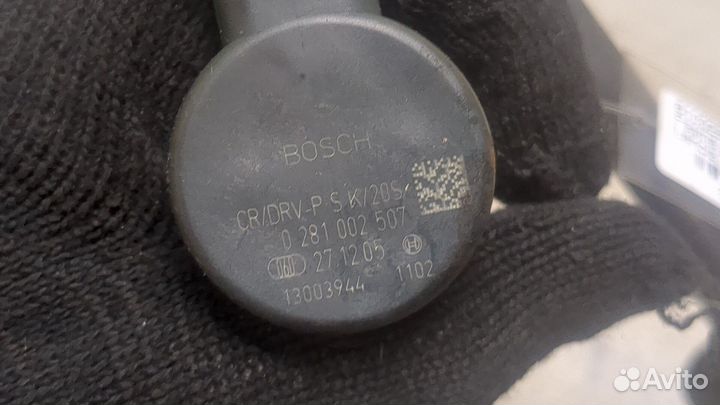 BOSCH
CR/DRV-P S K/20S/
0 281 002 507
27.12.05
13003944 1102
Avito